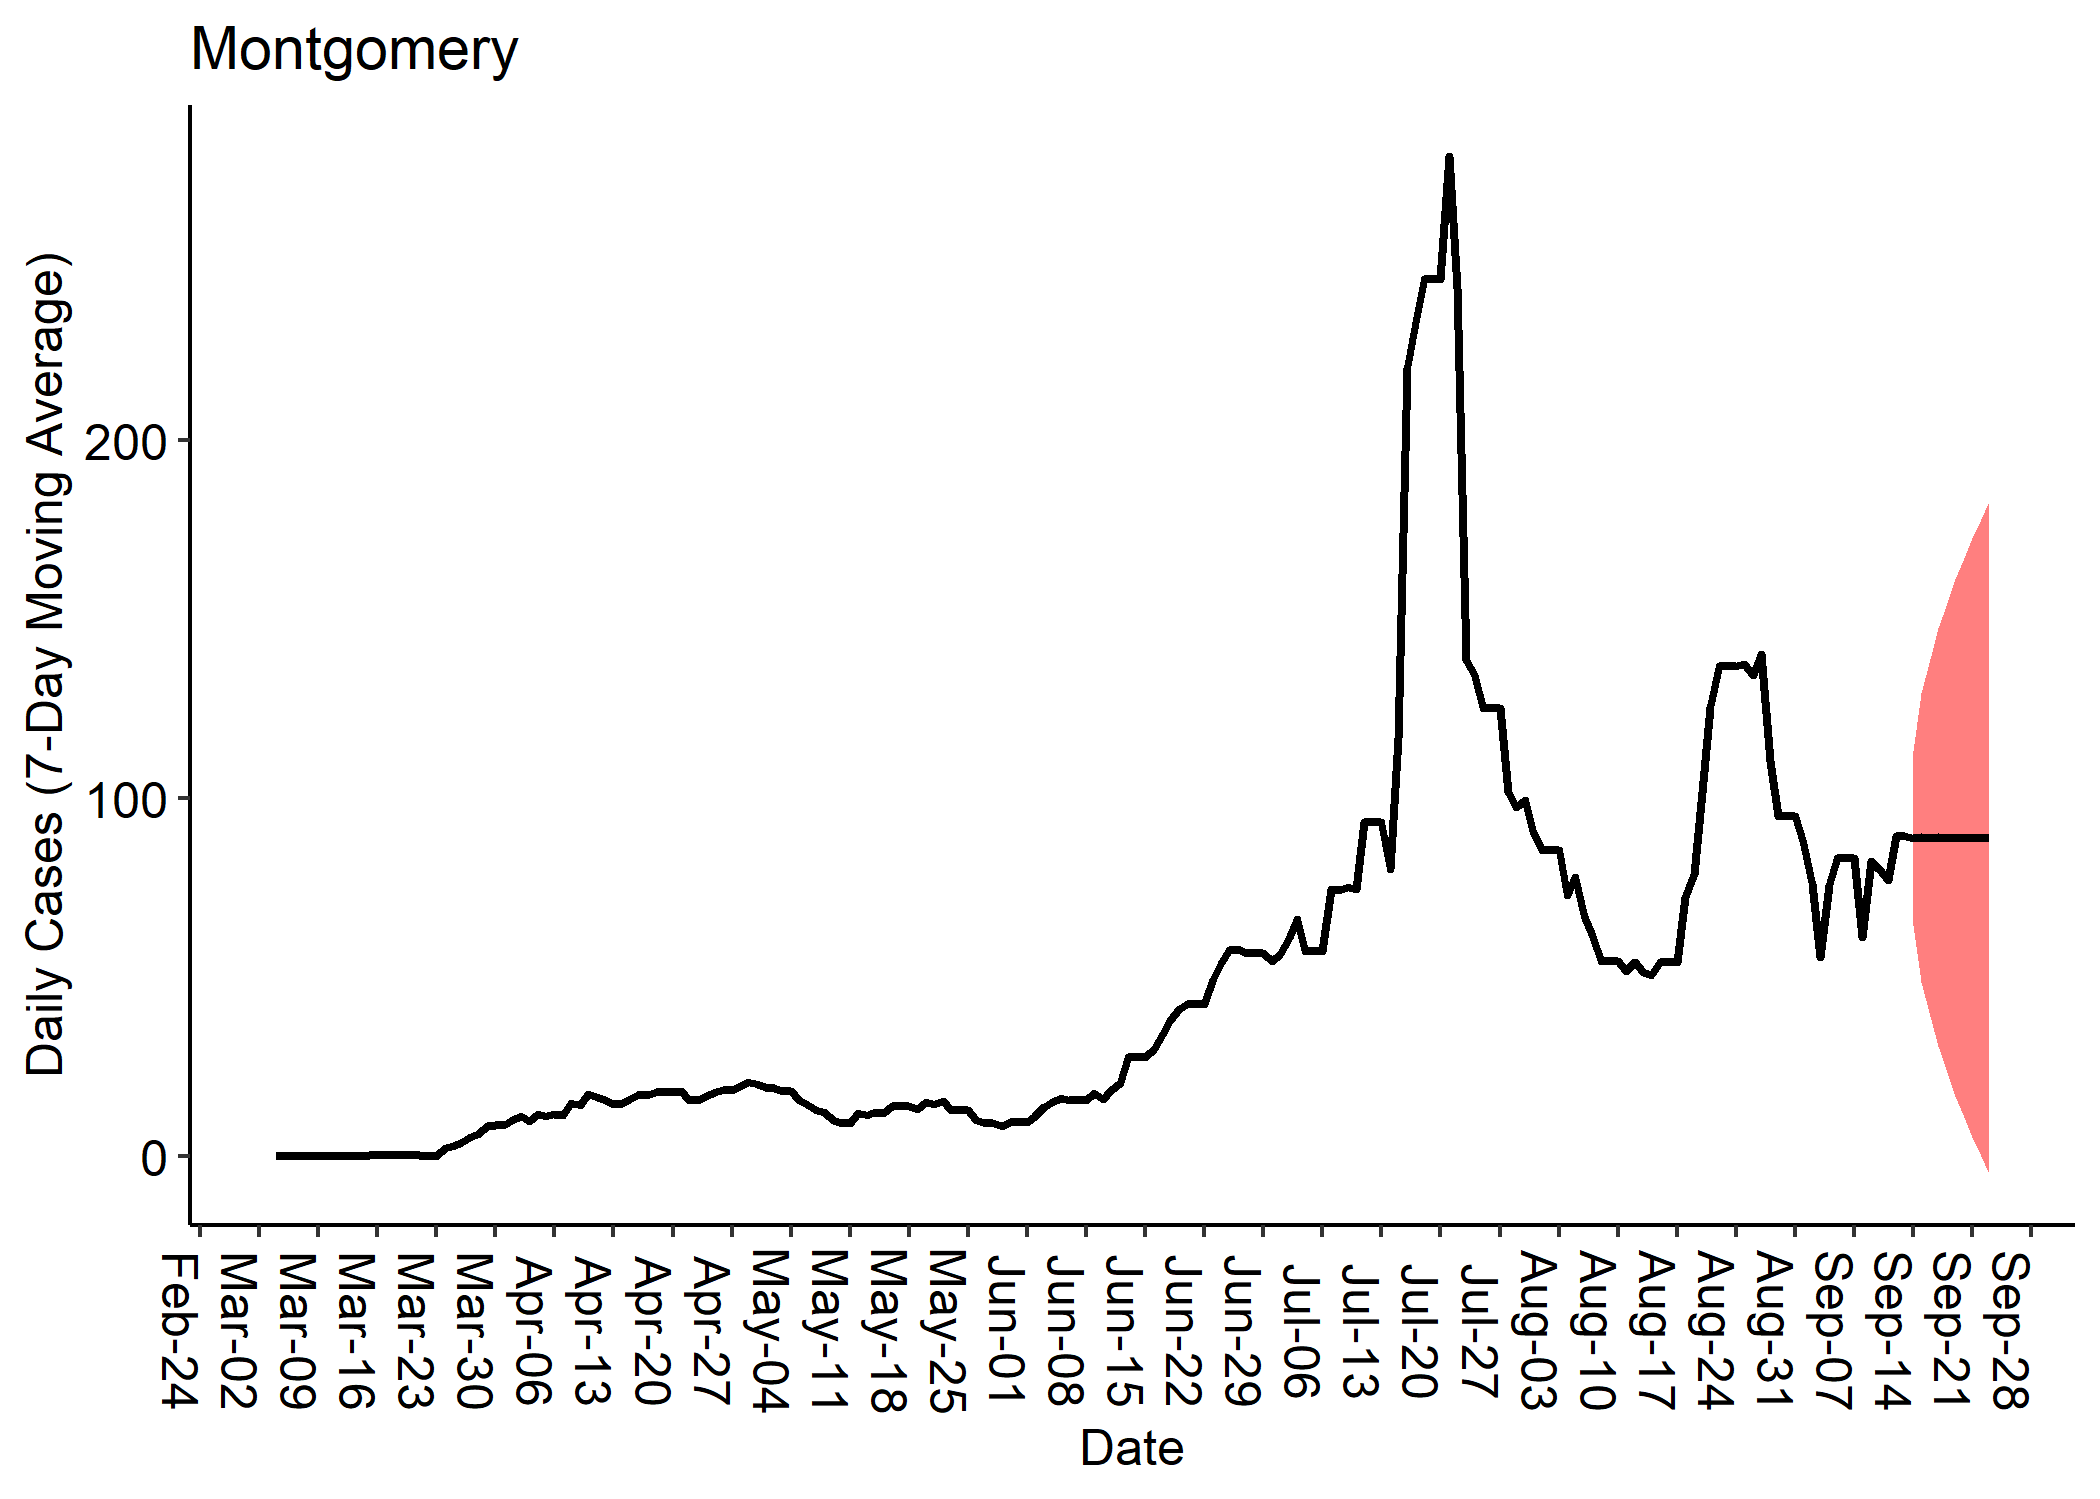 Montgomery
Daily Cases (7-Day Moving Average)
200
100
0
Feb-24
Mar-02
Mar-09
Mar-16
Mar-23
Mar-30
Apr-06
Apr-13
Apr-20
Apr-27
May-04
May-11
May-18
May-25
Jun-01
Jun-08
Jun-15
Jun-22
Jun-29
Jul-06
Jul-13
Jul-20
Jul-27
Aug-03
Aug-10
Aug-17
Aug-24
Aug-31
Sep-07
Sep-14
Sep-21
Sep-28
Date